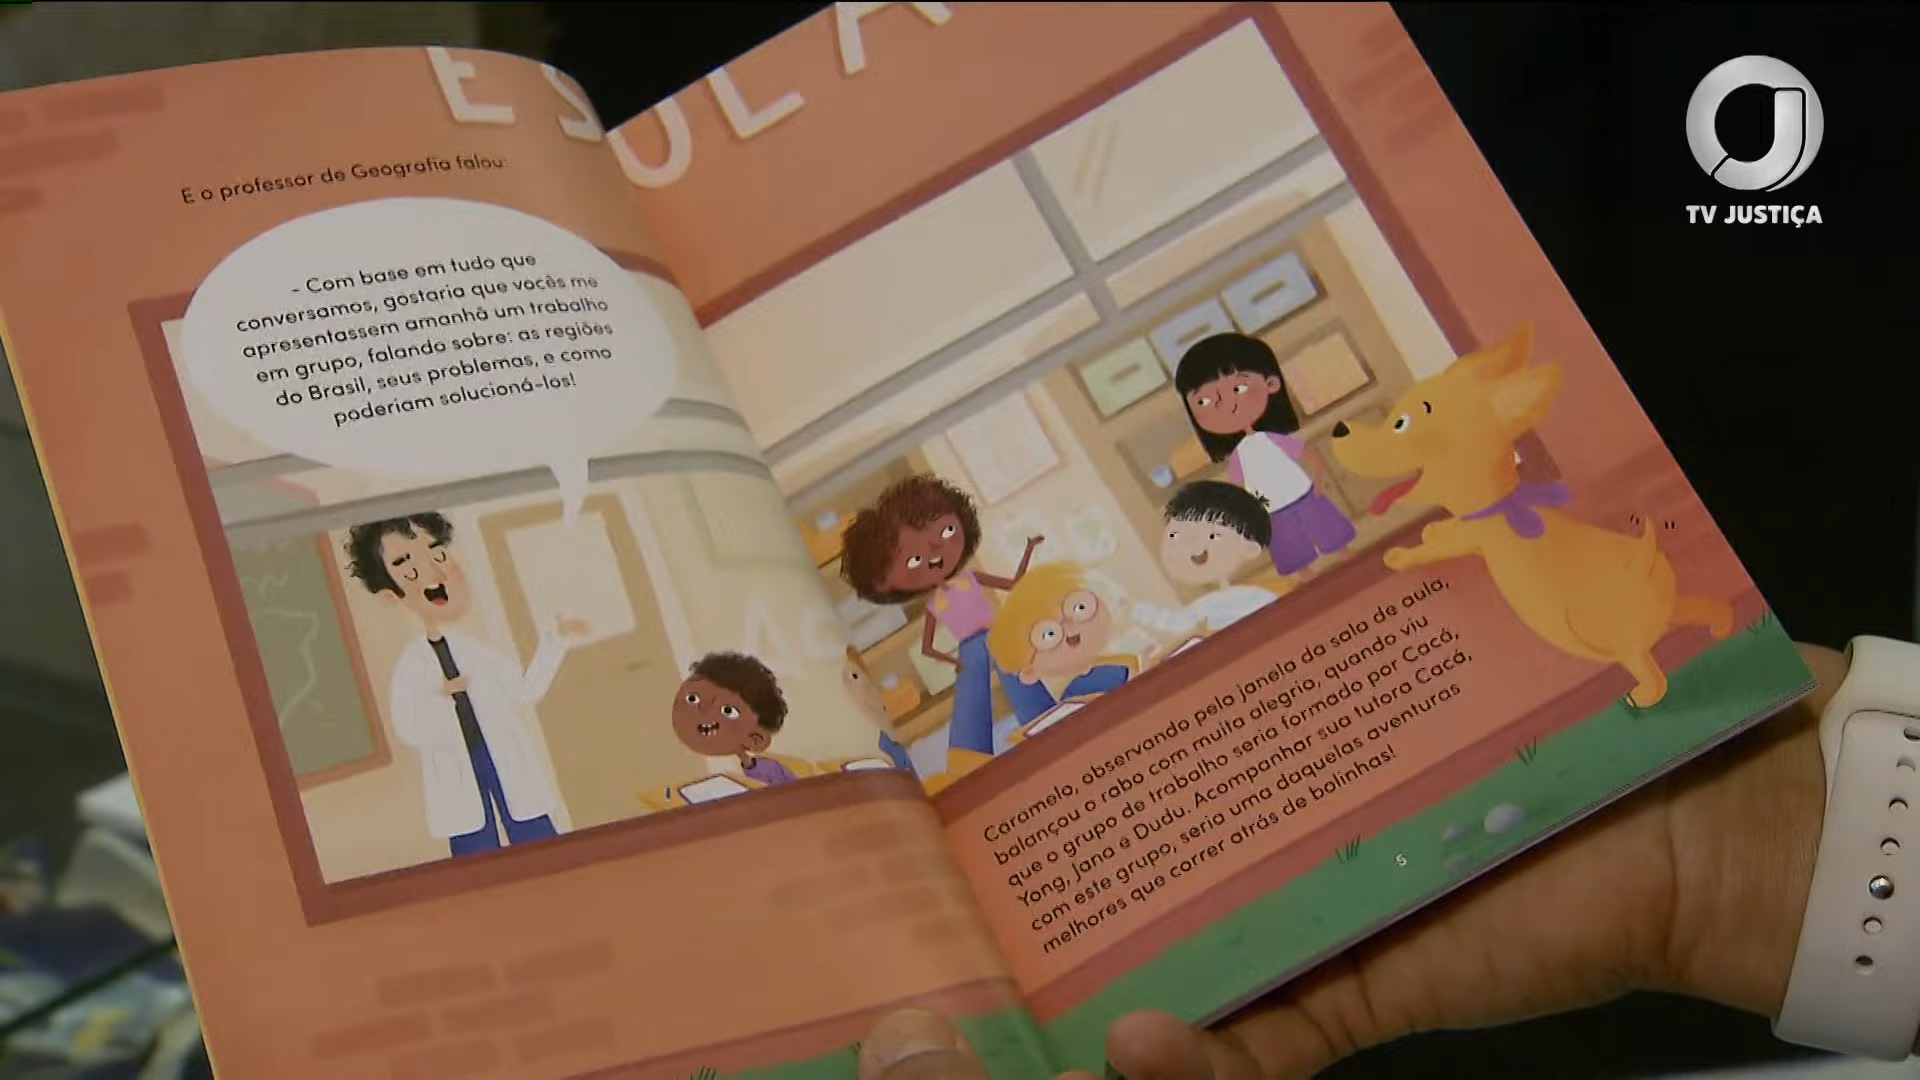 ESCOLA
E o professor de Geografia falou:
- Com base em tudo que
conversamos, gostaria que vocês me
apresentassem amanhã um trabalho
em grupo, falando sobre: as regiões
do Brasil, seus problemas, e como
poderiam solucioná-los!
Caramelo, observando pelo janela da sala de aula,
balançou o rabo com muita alegria, quando viu
que o grupo de trabalho seria formado por Cacá,
Yong, Jana e Dudu. Acompanhar sua tutora Cacá,
com este grupo, seria uma daquelas aventuras
melhores que correr atrás de bolinhas!
5
TV JUSTIÇA